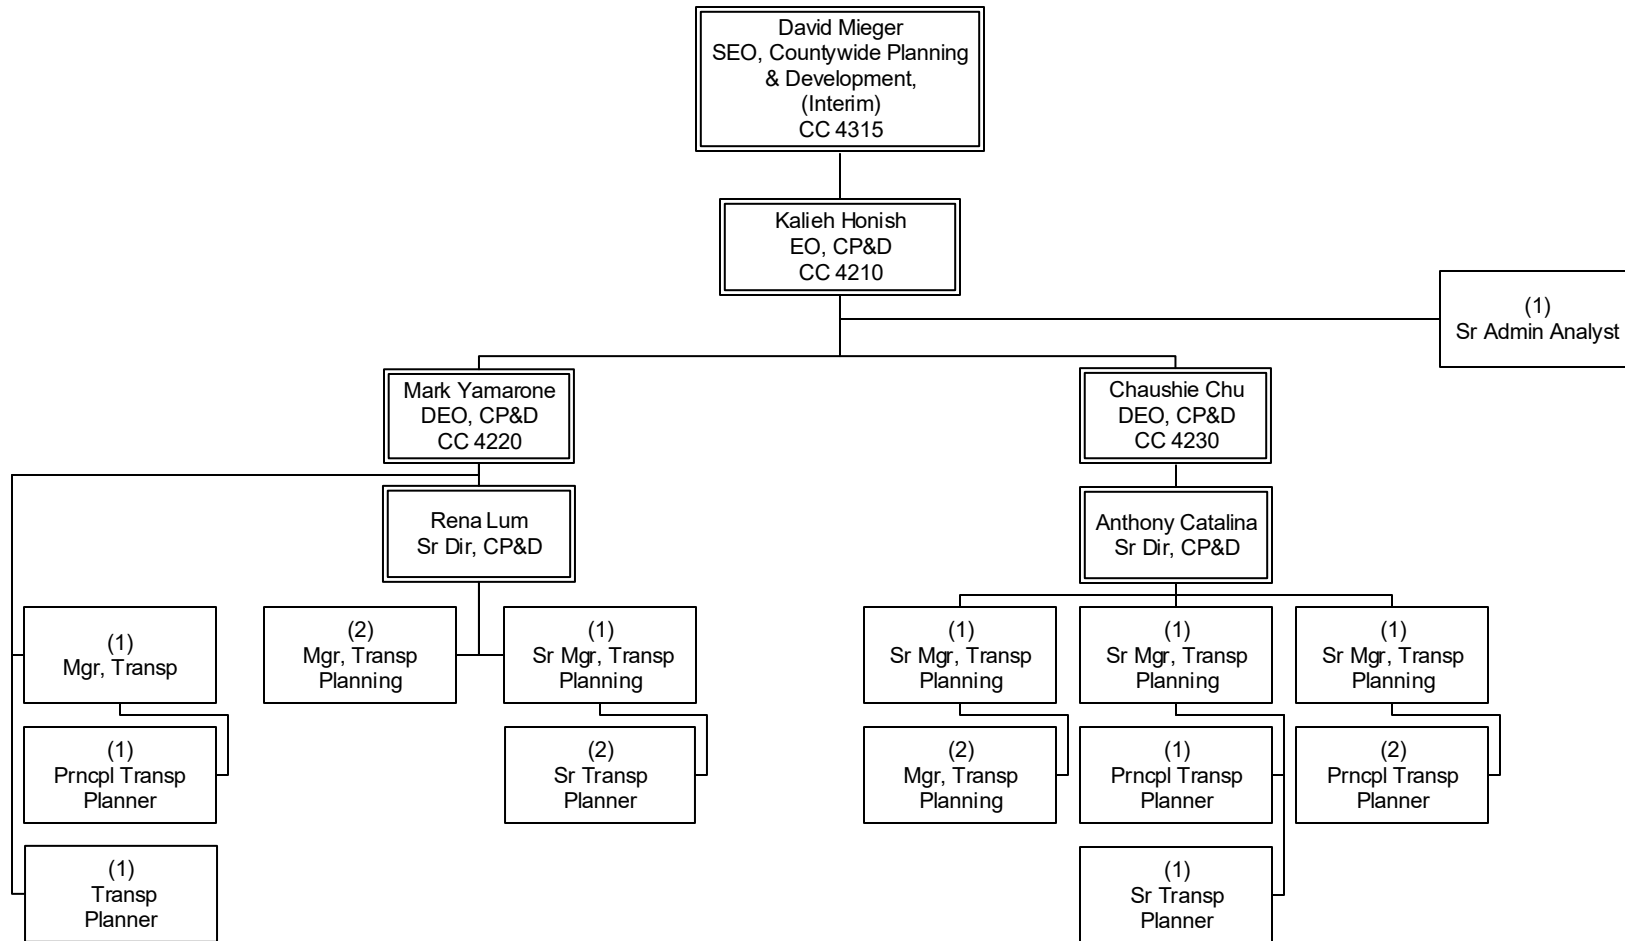 David Mieger
SEO, Countywide Planning
& Development,
(Interim)
CC 4315
Kalieh Honish
EO, CP&D
CC 4210
(1)
Sr Admin Analyst
Mark Yamarone
DEO, CP&D
CC 4220
Chaushie Chu
DEO, CP&D
CC 4230
Rena Lum
Sr Dir, CP&D
Anthony Catalina
Sr Dir, CP&D
(1)
Mgr, Transp
(2)
Mgr, Transp
Planning
(1)
Sr Mgr, Transp
Planning
(1)
Sr Mgr, Transp
Planning
(1)
Sr Mgr, Transp
Planning
(1)
Sr Mgr, Transp
Planning
(1)
Prncpl Transp
Planner
(2)
Sr Transp
Planner
(2)
Mgr, Transp
Planning
(1)
Prncpl Transp
Planner
(2)
Prncpl Transp
Planner
(1)
Transp
Planner
(1)
Sr Transp
Planner